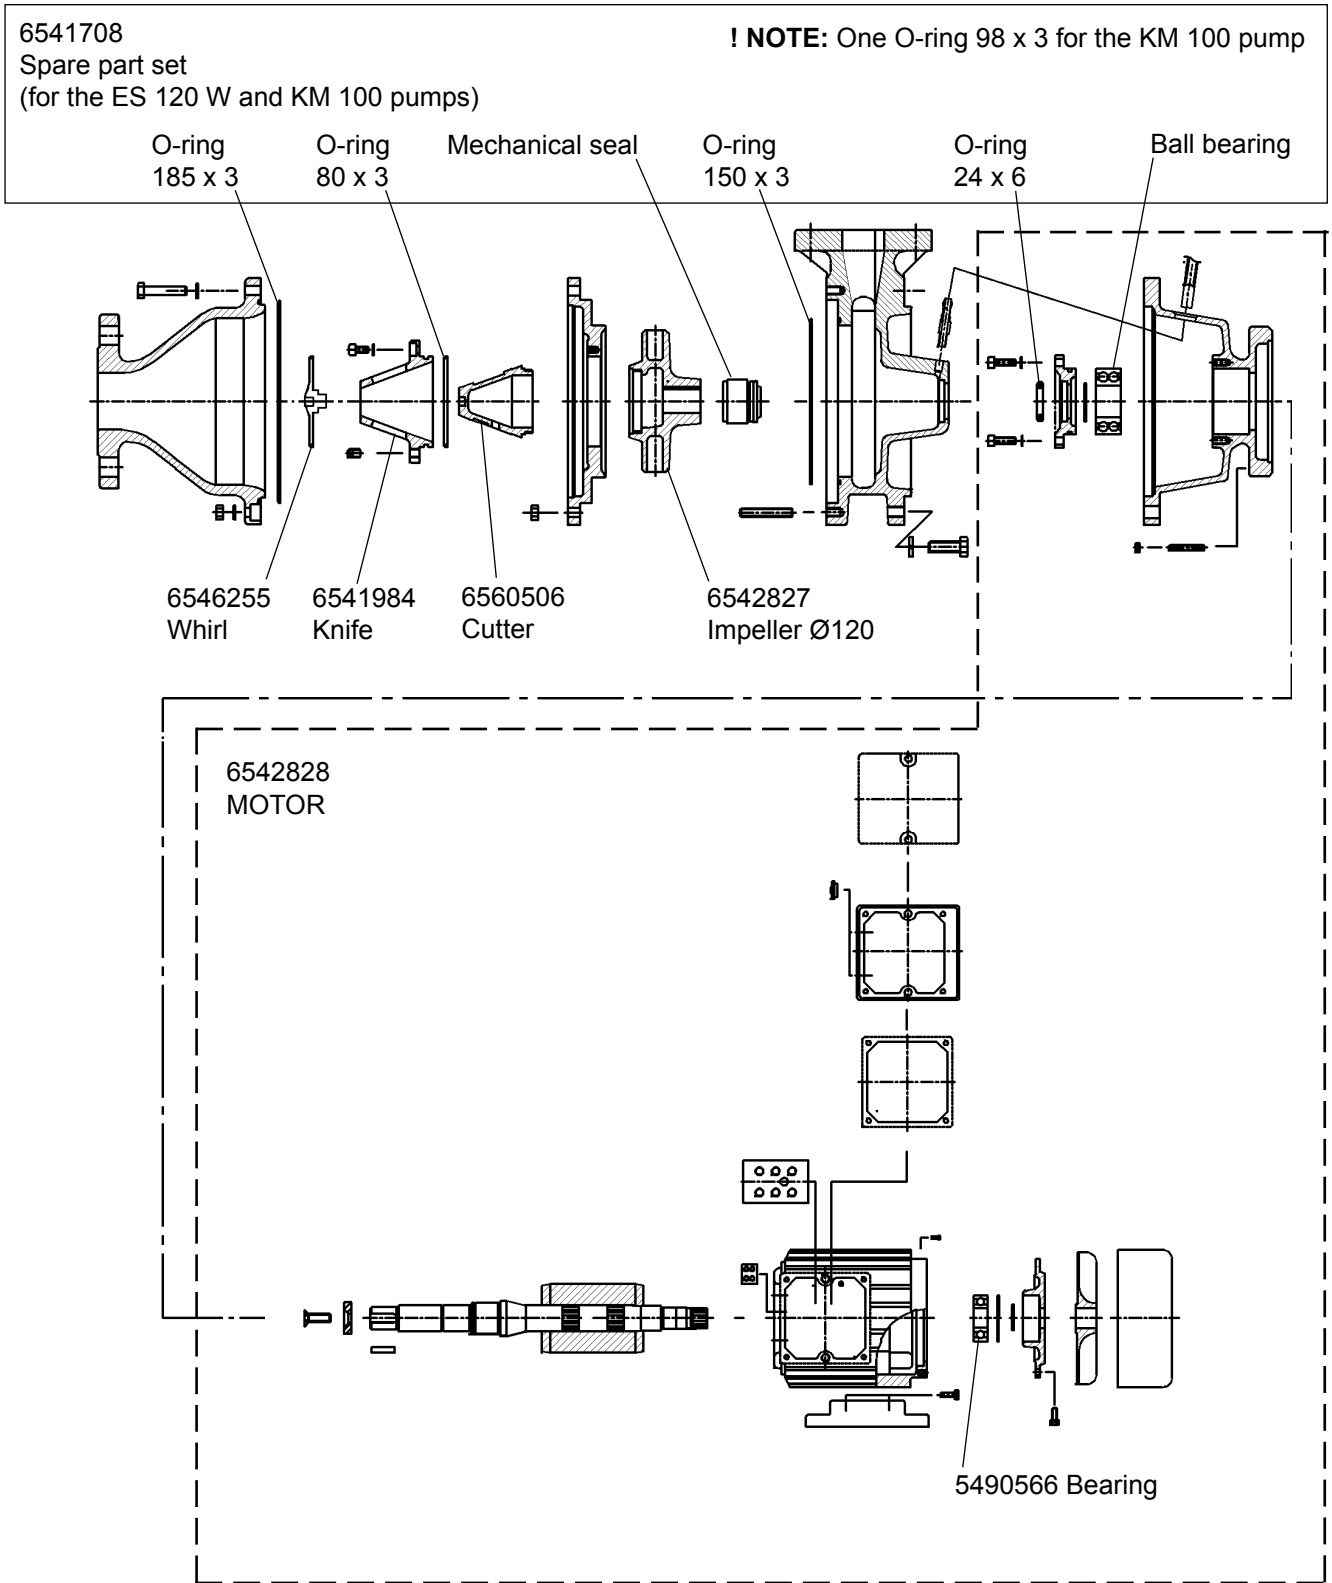 6541708
Spare part set
(for the ES 120 W and KM 100 pumps)
! NOTE: One O-ring 98 x 3 for the KM 100 pump
O-ring
185 x 3
O-ring
80 x 3
Mechanical seal
O-ring
150 x 3
O-ring
24 x 6
Ball bearing
6546255
Whirl
6541984
Knife
6560506
Cutter
6542827
Impeller Ø120
6542828
MOTOR
5490566 Bearing